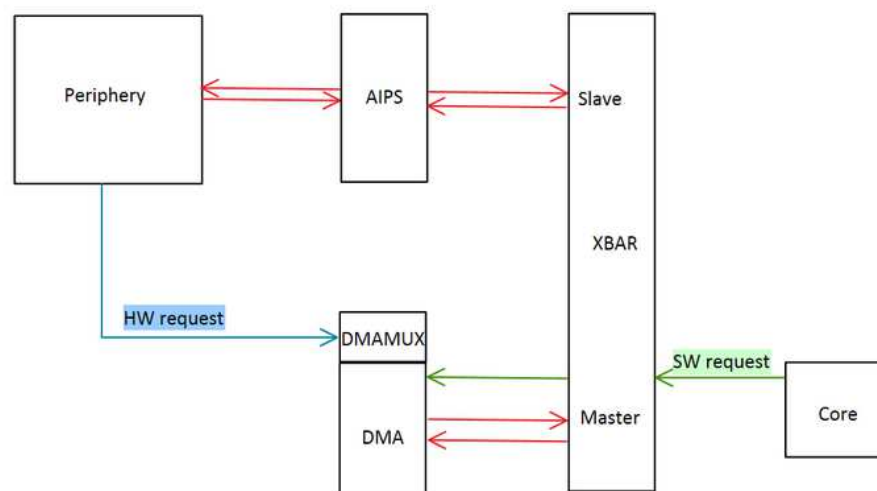 Periphery
AIPS
Slave
XBAR
HW request
DMAMUX
SW request
DMA
Master
Core